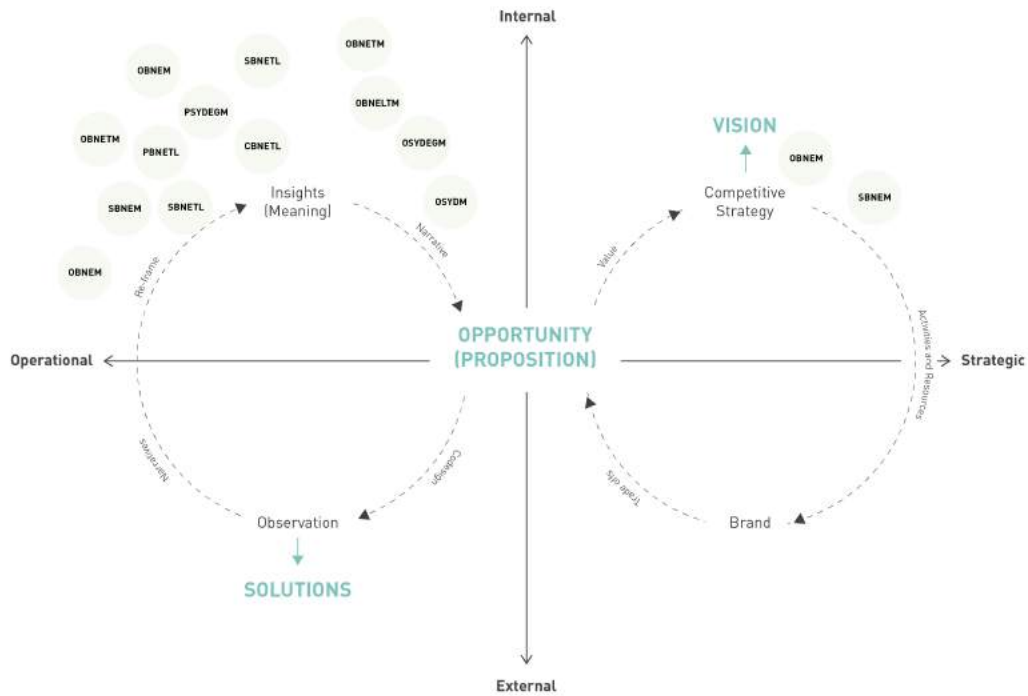 Internal
OBNETM
SBNETL
OBNEM
OBNELTM
PSYDEGM
VISION
OBNETM
PBNETL
CBNETL
OSYDEGM
OBNEM
Insights
(Meaning)
Competitive
Strategy
SBNEM
SBNETL
OSYDM
SBNEM
Narrative
Value
OBNEM
Re-frame
OPPORTUNITY
(PROPOSITION)
Operational
Strategic
Activities and Resources
Narratives
Codesign
Trade offs
Observation
Brand
SOLUTIONS
External